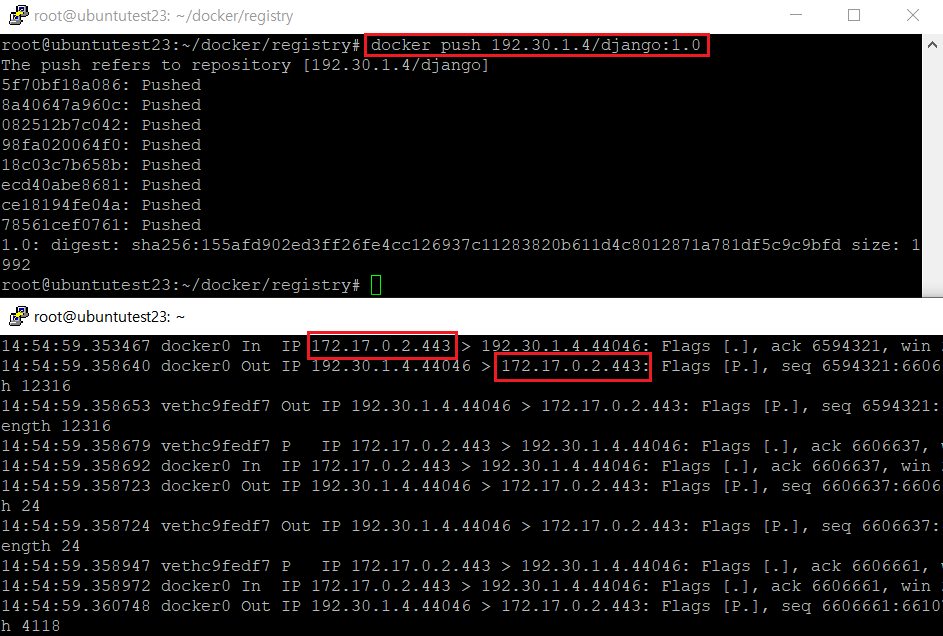 root@ubuntutest23: ~/docker/registry
root@ubuntutest23:~/docker/registry# docker push 192.30.1.4/django:1.0
The push refers to repository [192.30.1.4/django]
5f70bf18a086: Pushed
8a40647a960c: Pushed
082512b7c042: Pushed
98fa020064f0: Pushed
18c03c7b658b: Pushed
ecd40abe8681: Pushed
ce18194fe04a: Pushed
78561cef0761: Pushed
1.0: digest: sha256:155afd902ed3ff26fe4cc126937c11283820b611d4c8012871a781df5c9c9bfd size: 1
992
root@ubuntutest23:~/docker/registry#
root@ubuntutest23: ~
14:54:59.353467 docker0 In  IP 172.17.0.2.443 > 192.30.1.4.44046: Flags [.], ack 6594321, win
14:54:59.358640 docker0 Out IP 192.30.1.4.44046 > 172.17.0.2.443: Flags [P.], seq 6594321:6606
h 12316
14:54:59.358653 vethc9fedf7 Out IP 192.30.1.4.44046 > 172.17.0.2.443: Flags [P.], seq 6594321:
ength 12316
14:54:59.358679 vethc9fedf7 P   IP 172.17.0.2.443 > 192.30.1.4.44046: Flags [.], ack 6606637,
14:54:59.358692 docker0 In  IP 172.17.0.2.443 > 192.30.1.4.44046: Flags [.], ack 6606637, win
14:54:59.358723 docker0 Out IP 192.30.1.4.44046 > 172.17.0.2.443: Flags [P.], seq 6606637:6606
h 24
14:54:59.358724 vethc9fedf7 Out IP 192.30.1.4.44046 > 172.17.0.2.443: Flags [P.], seq 6606637:
ength 24
14:54:59.358947 vethc9fedf7 P   IP 172.17.0.2.443 > 192.30.1.4.44046: Flags [.], ack 6606661,
14:54:59.358972 docker0 In  IP 172.17.0.2.443 > 192.30.1.4.44046: Flags [.], ack 6606661, win
14:54:59.360748 docker0 Out IP 192.30.1.4.44046 > 172.17.0.2.443: Flags [P.], seq 6606661:6610
h 4118